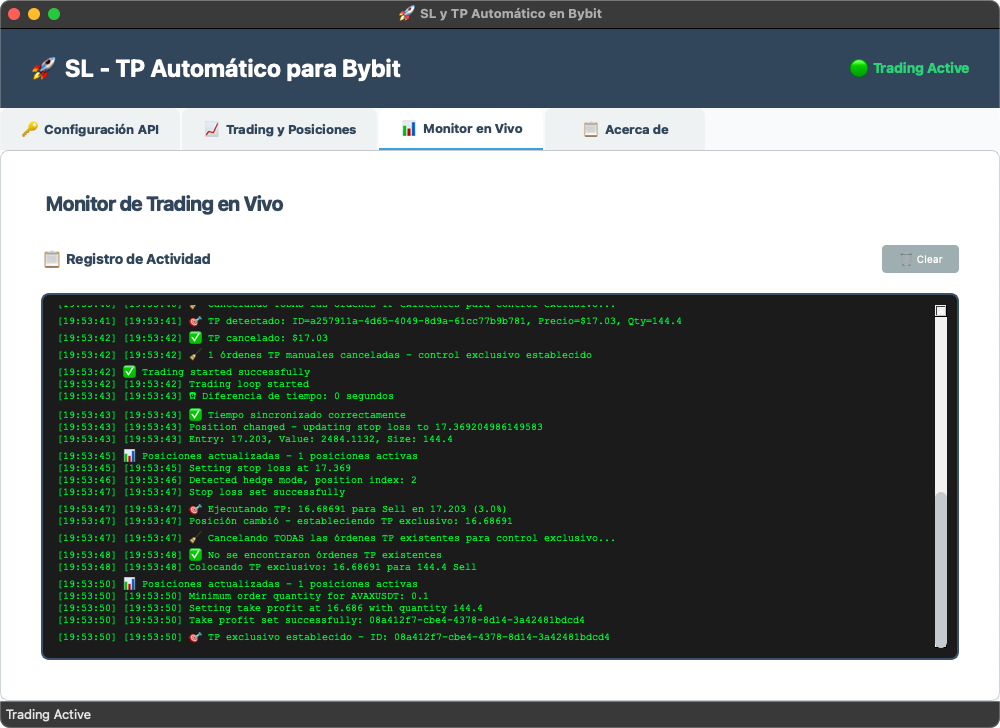 🚀 SL y TP Automático en Bybit
🚀 SL - TP Automático para Bybit
Trading Active
Configuración API
Trading y Posiciones
Monitor en Vivo
Acerca de
Monitor de Trading en Vivo
Registro de Actividad
Clear
[19:53:40] [19:53:40] 🧹 Cancelando TODAS las órdenes TP existentes para control exclusivo...
[19:53:41] [19:53:41] 🎯 TP detectado: ID=a257911a-4d65-4049-8d9a-61cc77b9b781, Precio=$17.03, Qty=144.4
[19:53:42] [19:53:42] ✅ TP cancelado: $17.03
[19:53:42] [19:53:42] 🧹 1 órdenes TP manuales canceladas - control exclusivo establecido
[19:53:42] ✅ Trading started successfully
[19:53:42] [19:53:42] Trading loop started
[19:53:43] [19:53:43] ⏰ Diferencia de tiempo: 0 segundos
[19:53:43] [19:53:43] ✅ Tiempo sincronizado correctamente
[19:53:43] [19:53:43] Position changed - updating stop loss to 17.369204986149583
[19:53:43] [19:53:43] Entry: 17.203, Value: 2484.1132, Size: 144.4
[19:53:45] 📊 Posiciones actualizadas - 1 posiciones activas
[19:53:45] [19:53:45] Setting stop loss at 17.369
[19:53:46] [19:53:46] Detected hedge mode, position index: 2
[19:53:47] [19:53:47] Stop loss set successfully
[19:53:47] [19:53:47] 🎯 Ejecutando TP: 16.68691 para Sell en 17.203 (3.0%)
[19:53:47] [19:53:47] Posición cambió - estableciendo TP exclusivo: 16.68691
[19:53:47] [19:53:47] 🧹 Cancelando TODAS las órdenes TP existentes para control exclusivo...
[19:53:48] [19:53:48] ✅ No se encontraron órdenes TP existentes
[19:53:48] [19:53:48] Colocando TP exclusivo: 16.68691 para 144.4 Sell
[19:53:50] 📊 Posiciones actualizadas - 1 posiciones activas
[19:53:50] [19:53:50] Minimum order quantity for AVAXUSDT: 0.1
[19:53:50] [19:53:50] Setting take profit at 16.686 with quantity 144.4
[19:53:50] [19:53:50] Take profit set successfully: 08a412f7-cbe4-4378-8d14-3a42481bdcd4
[19:53:50] [19:53:50] 🎯 TP exclusivo establecido - ID: 08a412f7-cbe4-4378-8d14-3a42481bdcd4
Trading Active